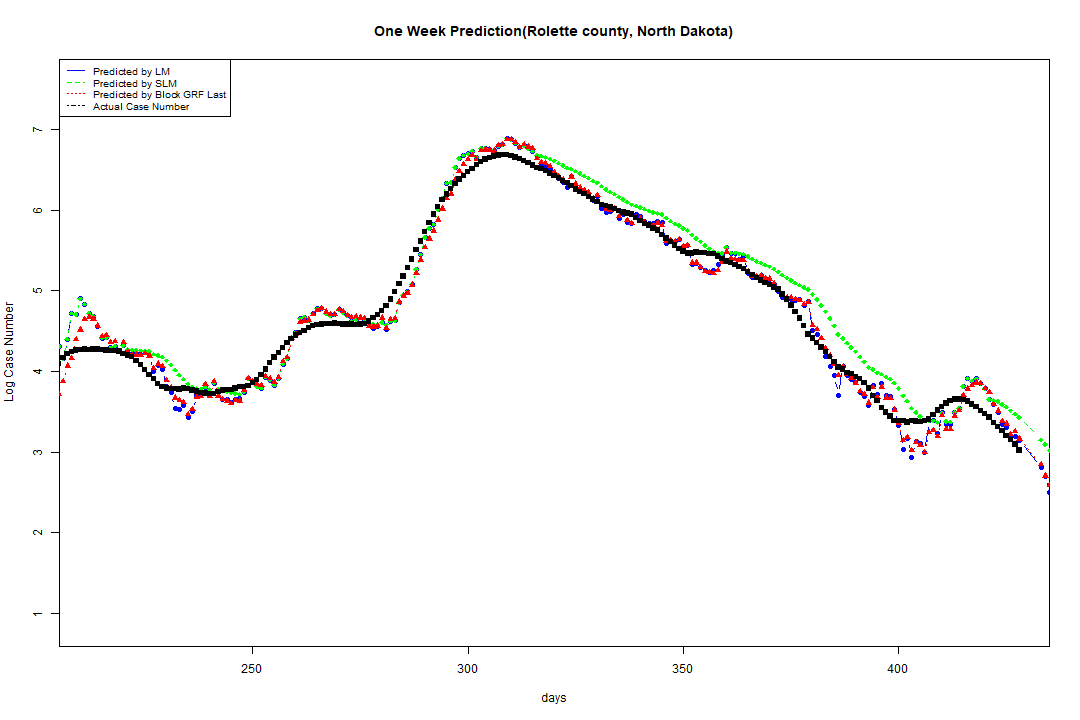 One Week Prediction(Rolette county, North Dakota)
Predicted by LM
Predicted by SLM
Predicted by Block GRF Last
Actual Case Number
7
6
5
4
3
2
1
Log Case Number
250 300 350 400
days